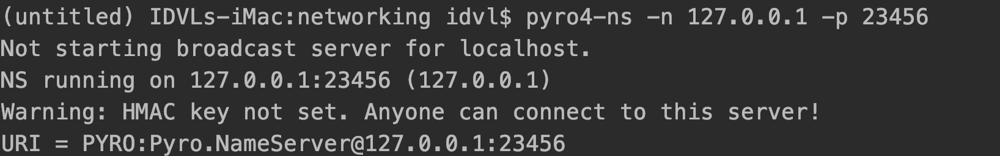 (untitled) IDVLs-iMac:networking idvl$ pyro4-ns -n 127.0.0.1 -p 23456
Not starting broadcast server for localhost.
NS running on 127.0.0.1:23456 (127.0.0.1)
Warning: HMAC key not set. Anyone can connect to this server!
URI = PYRO:Pyro.NameServer@127.0.0.1:23456